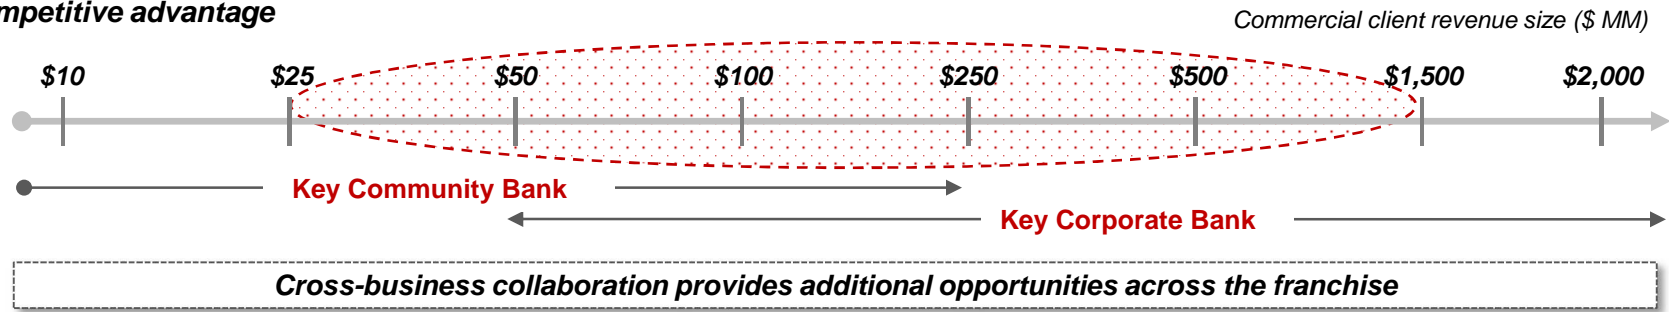 advantage
Commercial client revenue size ($ MM)
$10 $25 $50 $100 $250 $500 $1,500 $2,000
Key Community Bank
Key Corporate Bank
Cross-business collaboration provides additional opportunities across the franchise